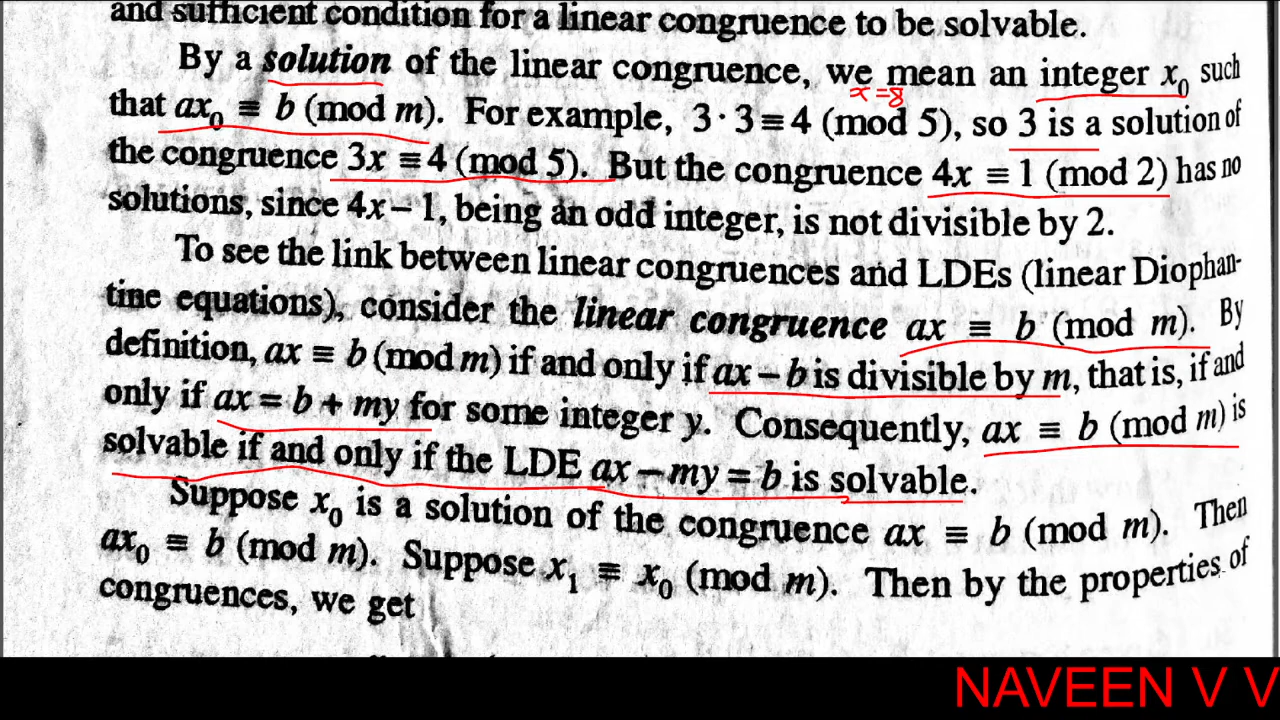 and sufficient condition for a linear congruence to be solvable.
By a solution of the linear congruence, we mean an integer x₀ such
x=8
that ax₀ ≡ b (mod m). For example, 3 · 3 ≡ 4 (mod 5), so 3 is a solution of
the congruence 3x ≡ 4 (mod 5). But the congruence 4x ≡ 1 (mod 2) has no
solutions, since 4x – 1, being an odd integer, is not divisible by 2.
To see the link between linear congruences and LDEs (linear Diophan-
tine equations), consider the linear congruence ax ≡ b (mod m). By
definition, ax ≡ b (mod m) if and only if ax – b is divisible by m, that is, if and
only if ax = b + my for some integer y. Consequently, ax ≡ b (mod m) is
solvable if and only if the LDE ax – my = b is solvable.
Suppose x₀ is a solution of the congruence ax ≡ b (mod m). Then
ax₀ ≡ b (mod m). Suppose x₁ ≡ x₀ (mod m). Then by the properties of
congruences, we get
NAVEEN V V